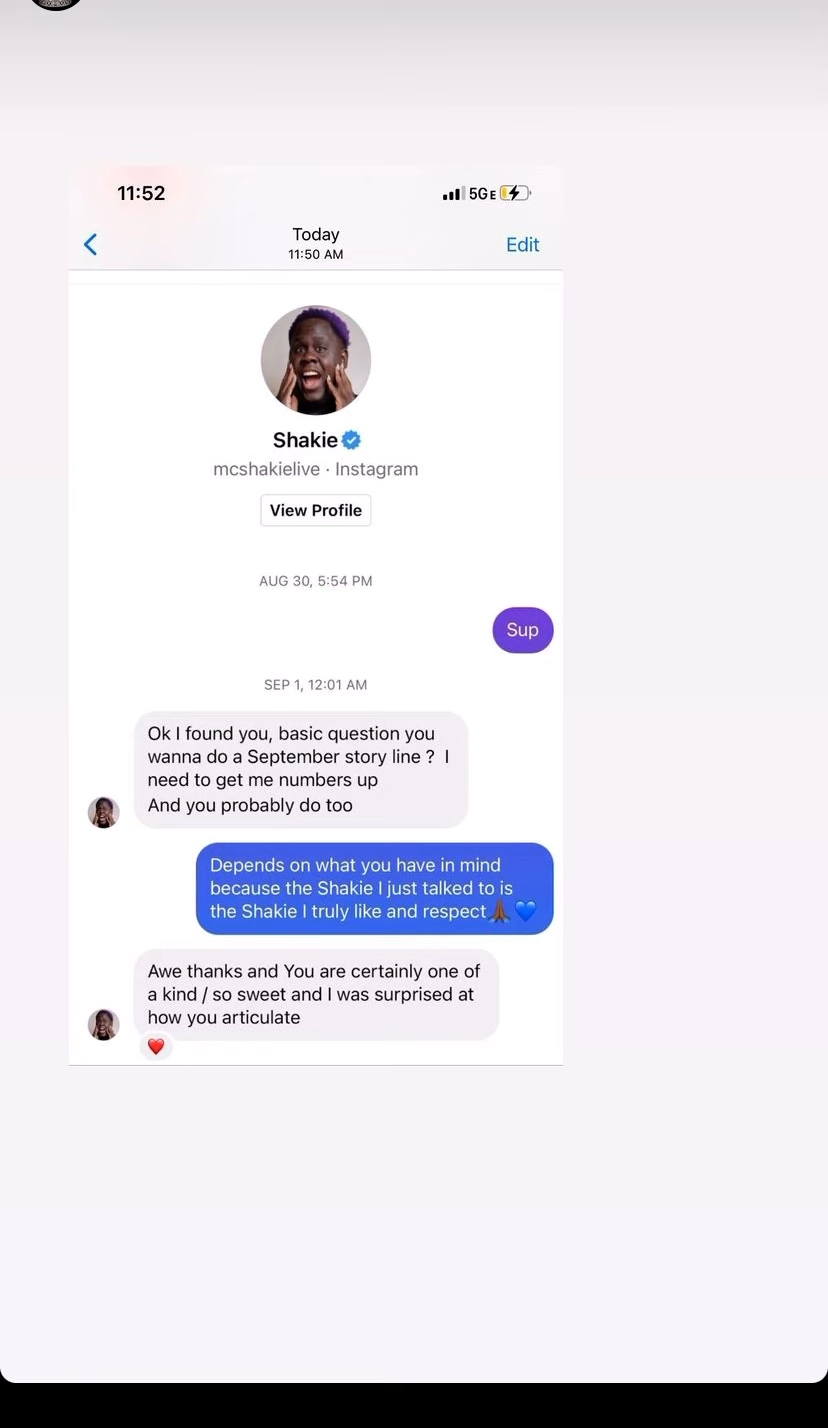 11:52
5GE
Today
11:50 AM
Edit
Shakie
mcshakielive · Instagram
View Profile
AUG 30, 5:54 PM
Sup
SEP 1, 12:01 AM
Ok I found you, basic question you
wanna do a September story line ? I
need to get me numbers up
And you probably do too
Depends on what you have in mind
because the Shakie I just talked to is
the Shakie I truly like and respect🙏🏾💙
Awe thanks and You are certainly one of
a kind / so sweet and I was surprised at
how you articulate
❤️